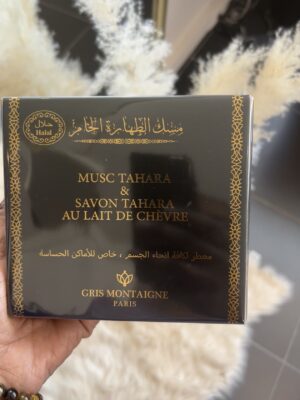 مسك الطهارة الخام
حلال
Halal
MUSC TAHARA
&
SAVON TAHARA
AU LAIT DE CHÈVRE
معطر لكافة انحاء الجسم ، خاص للأماكن الحساسة
GRIS MONTAIGNE
PARIS